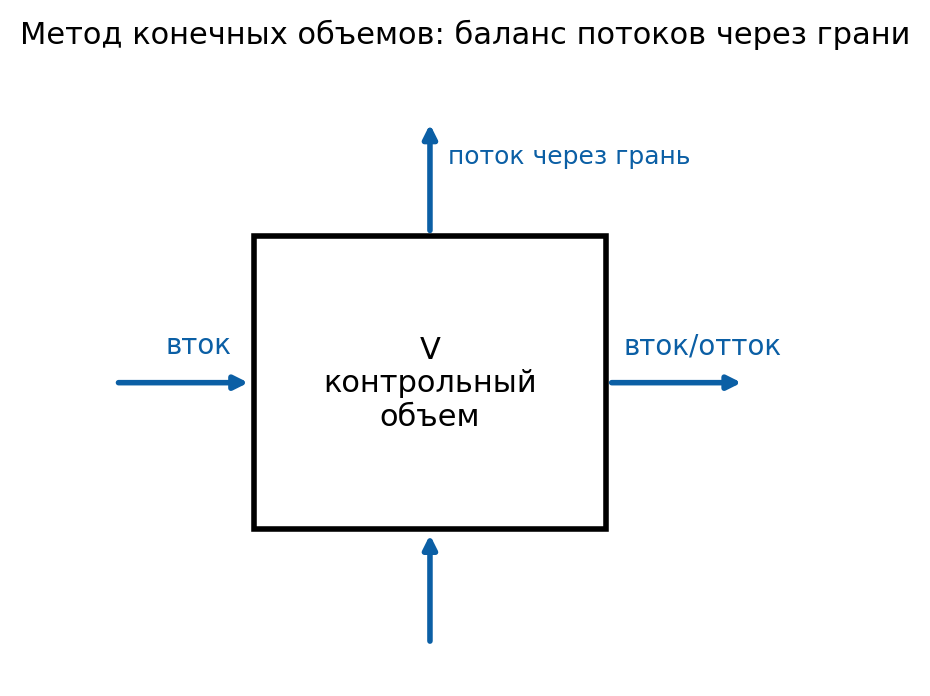 Метод конечных объемов: баланс потоков через грани
поток через грань
вток
вток/отток
V
контрольный
объем